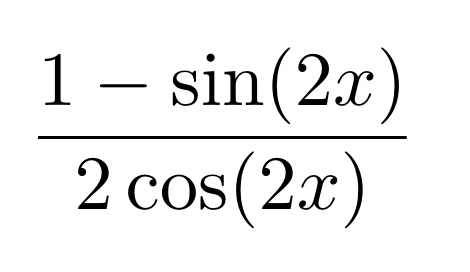 1 − sin(2x)
2 cos(2x)